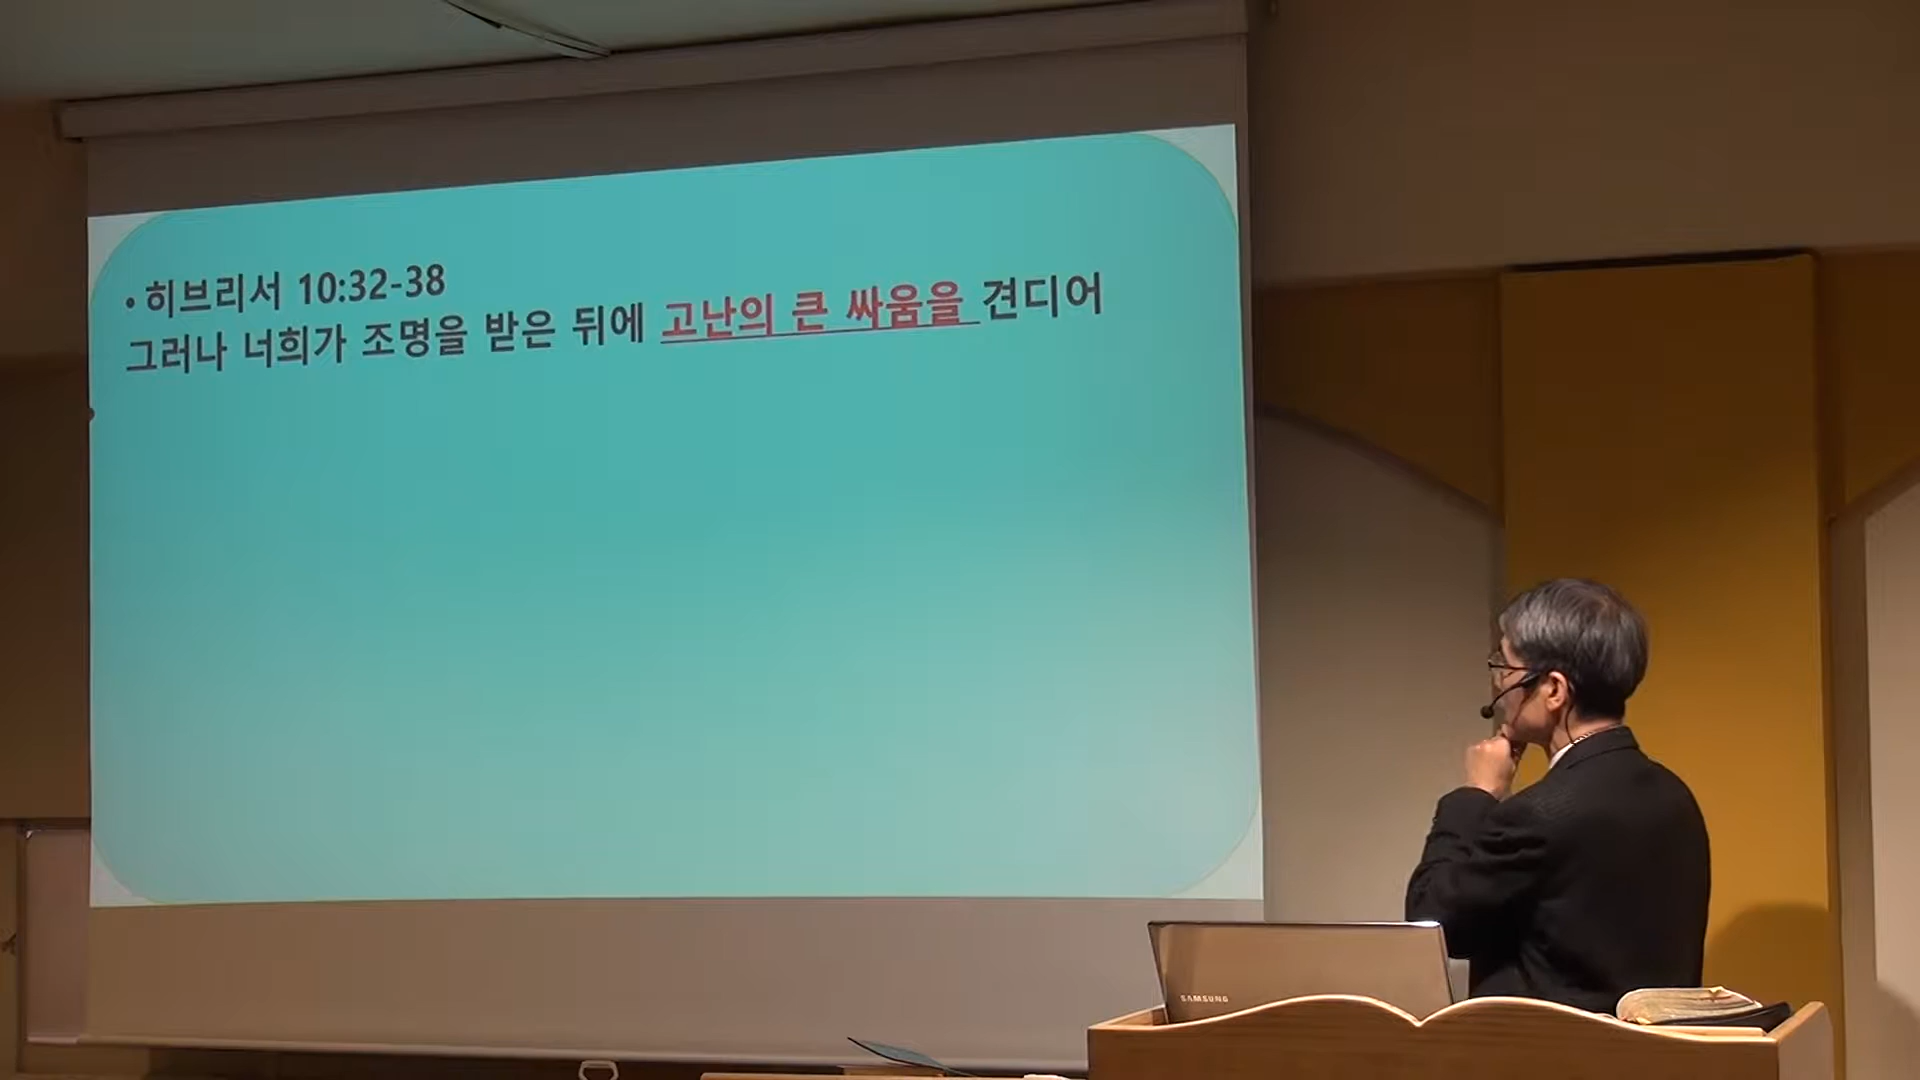 • 히브리서 10:32-38
그러나 너희가 조명을 받은 뒤에 고난의 큰 싸움을 견디어
SAMSUNG